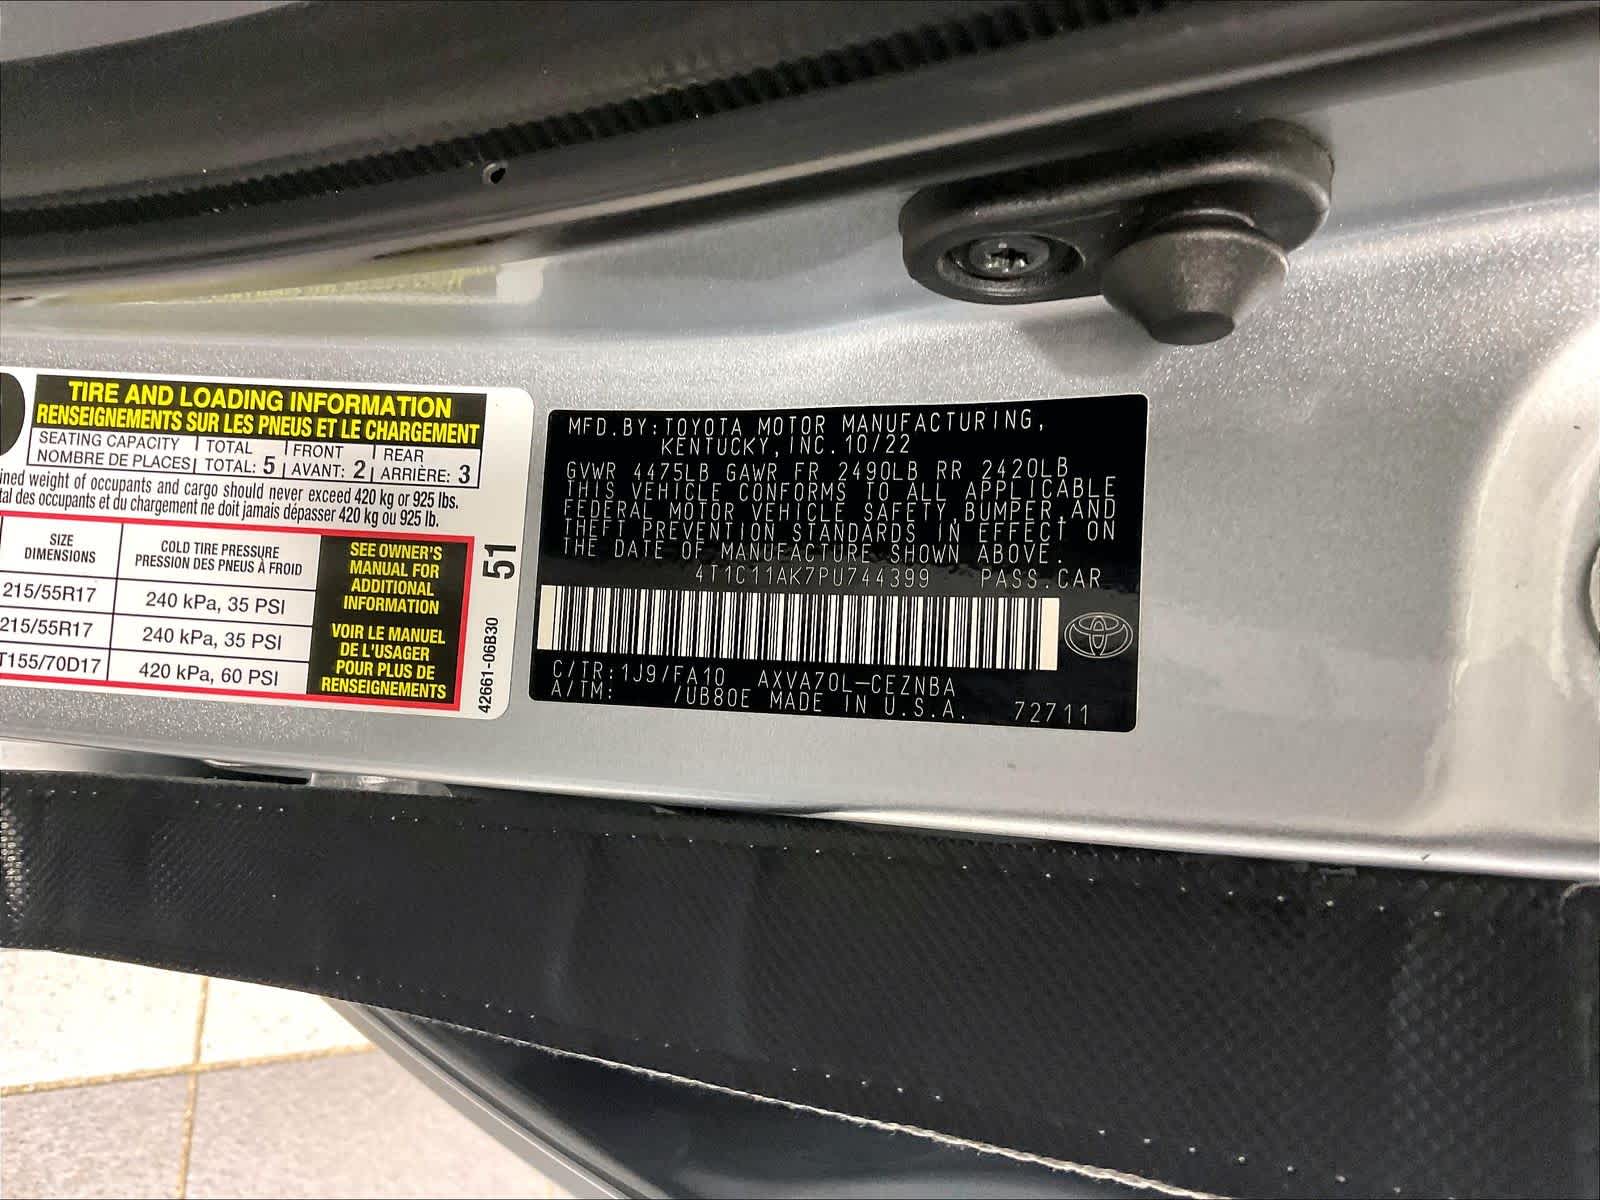 TIRE AND LOADING INFORMATION
RENSEIGNEMENTS SUR LES PNEUS ET LE CHARGEMENT
SEATING CAPACITY TOTAL FRONT REAR
NOMBRE DE PLACES TOTAL: 5 AVANT: 2 ARRIÈRE: 3
weight of occupants and cargo should never exceed 420 kg or 925 lbs.
des occupants et du chargement ne doit jamais dépasser 420 kg ou 925 lb.
SIZE
DIMENSIONS
COLD TIRE PRESSURE
PRESSION DES PNEUS À FROID
215/55R17 240 kPa, 35 PSI
215/55R17 240 kPa, 35 PSI
T155/70D17 420 kPa, 60 PSI
SEE OWNER'S
MANUAL FOR
ADDITIONAL
INFORMATION
VOIR LE MANUEL
DE L'USAGER
POUR PLUS DE
RENSEIGNEMENTS
51
42661-06B30
MFD.BY:TOYOTA MOTOR MANUFACTURING,
KENTUCKY,INC.10/22
GVWR 4475LB GAWR FR 2490LB RR 2420LB
THIS VEHICLE CONFORMS TO ALL APPLICABLE
FEDERAL MOTOR VEHICLE SAFETY,BUMPER,AND
THEFT PREVENTION STANDARDS IN EFFECT ON
THE DATE OF MANUFACTURE SHOWN ABOVE.
4T1C11AK7PU744399 PASS.CAR
C/TR:1J9/FA10 AXVA70L-CEZNBA
A/TM: /UB80E MADE IN U.S.A. 72711